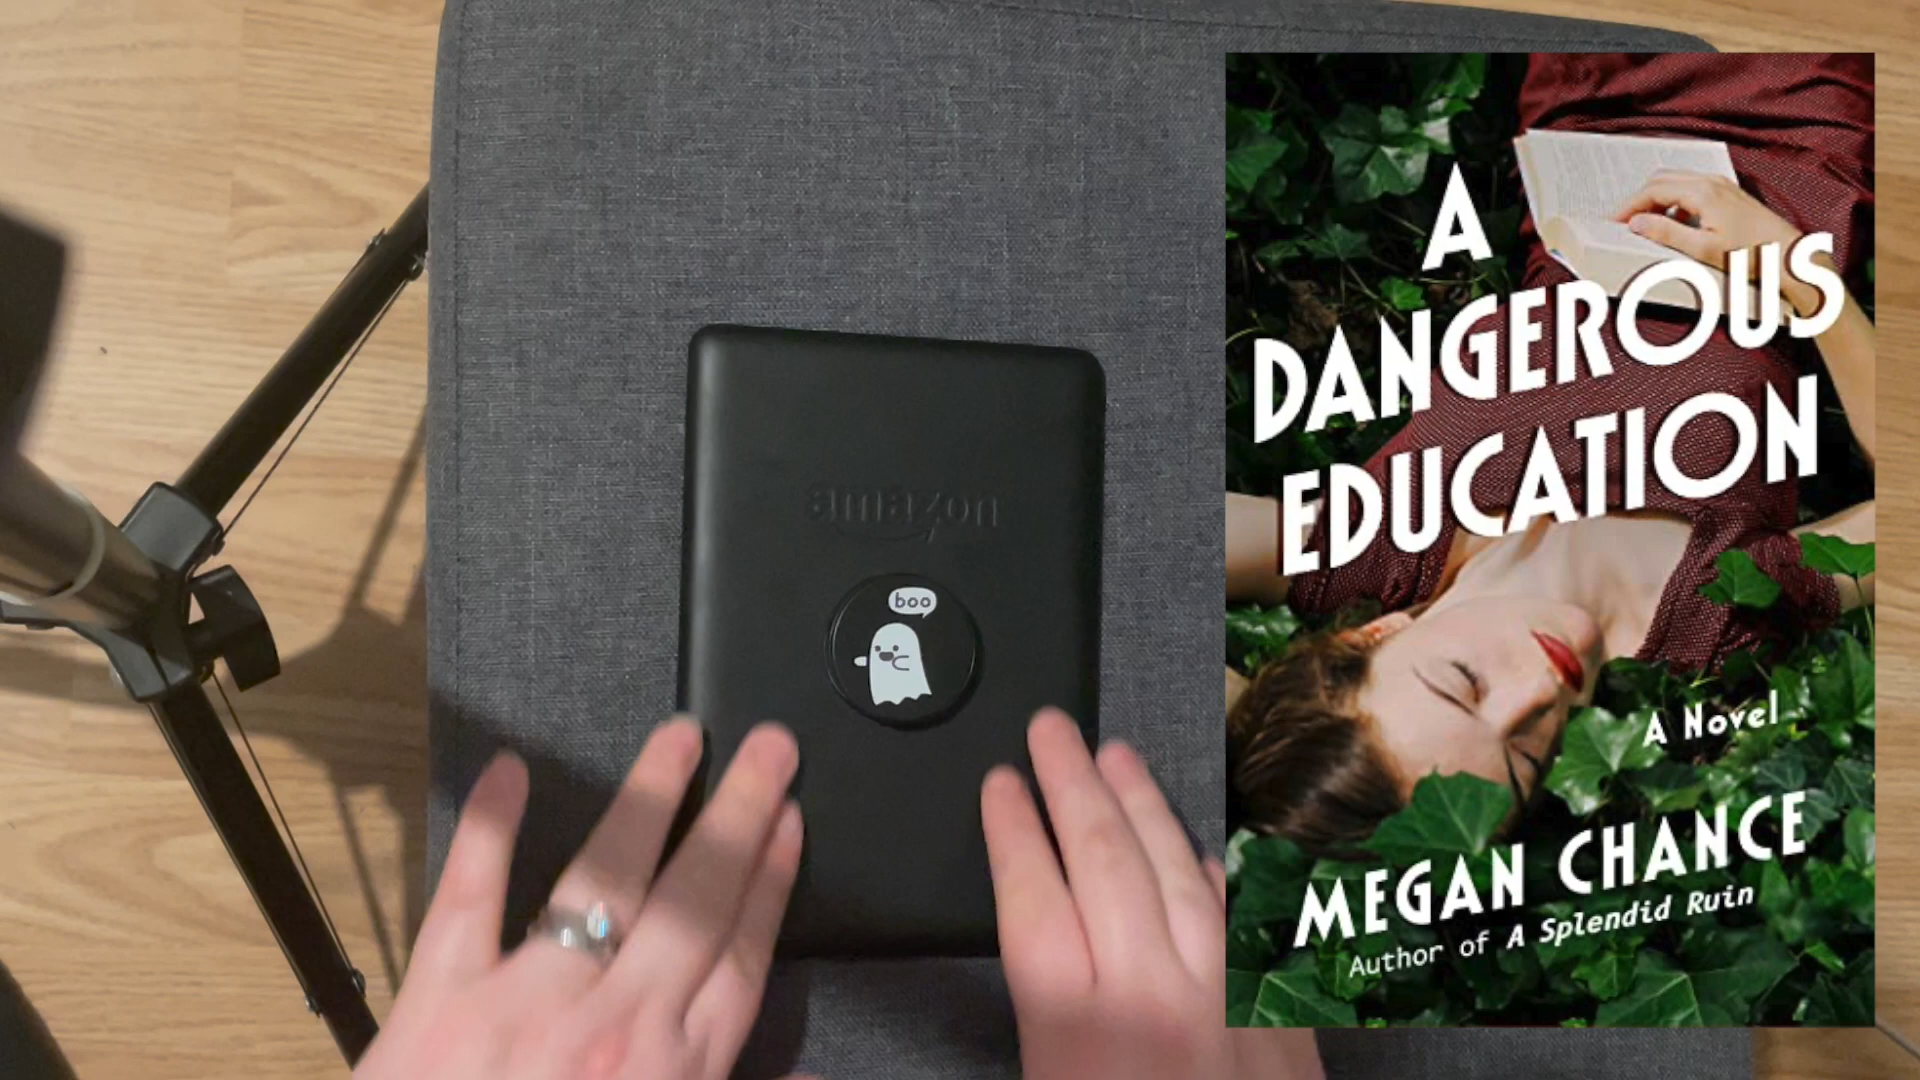 amazon
boo
A
DANGEROUS
EDUCATION
A Novel
MEGAN CHANCE
Author of A Splendid Ruin